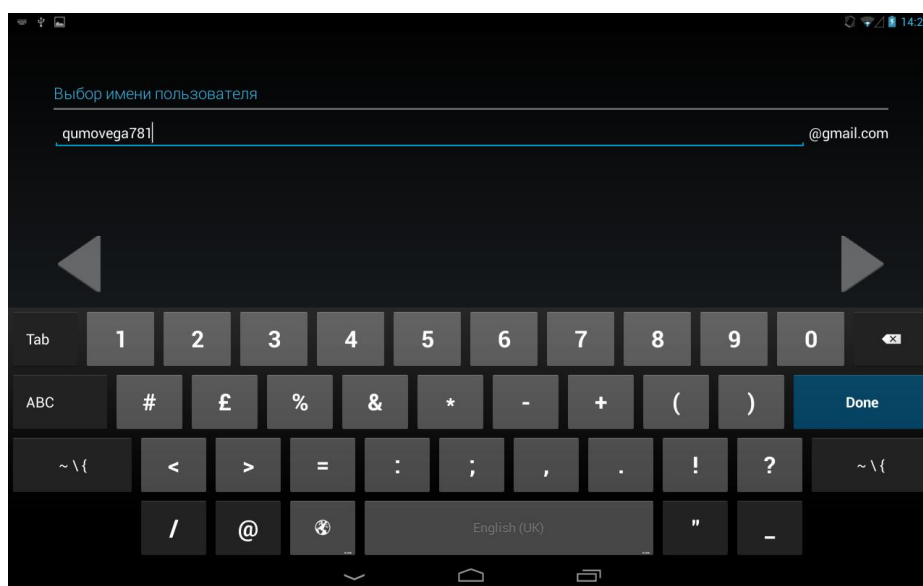 14:2
Выбор имени пользователя
qumovega781 @gmail.com
Tab 1 2 3 4 5 6 7 8 9 0
ABC # £ % & * - + ( ) Done
~ \ { < > = : ; , . ! ? ~ \ {
/ @ English (UK) " _